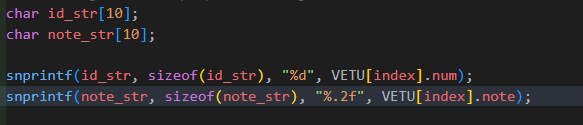 char id_str[10];
char note_str[10];
snprintf(id_str, sizeof(id_str), "%d", VETU[index].num);
snprintf(note_str, sizeof(note_str), "%.2f", VETU[index].note);